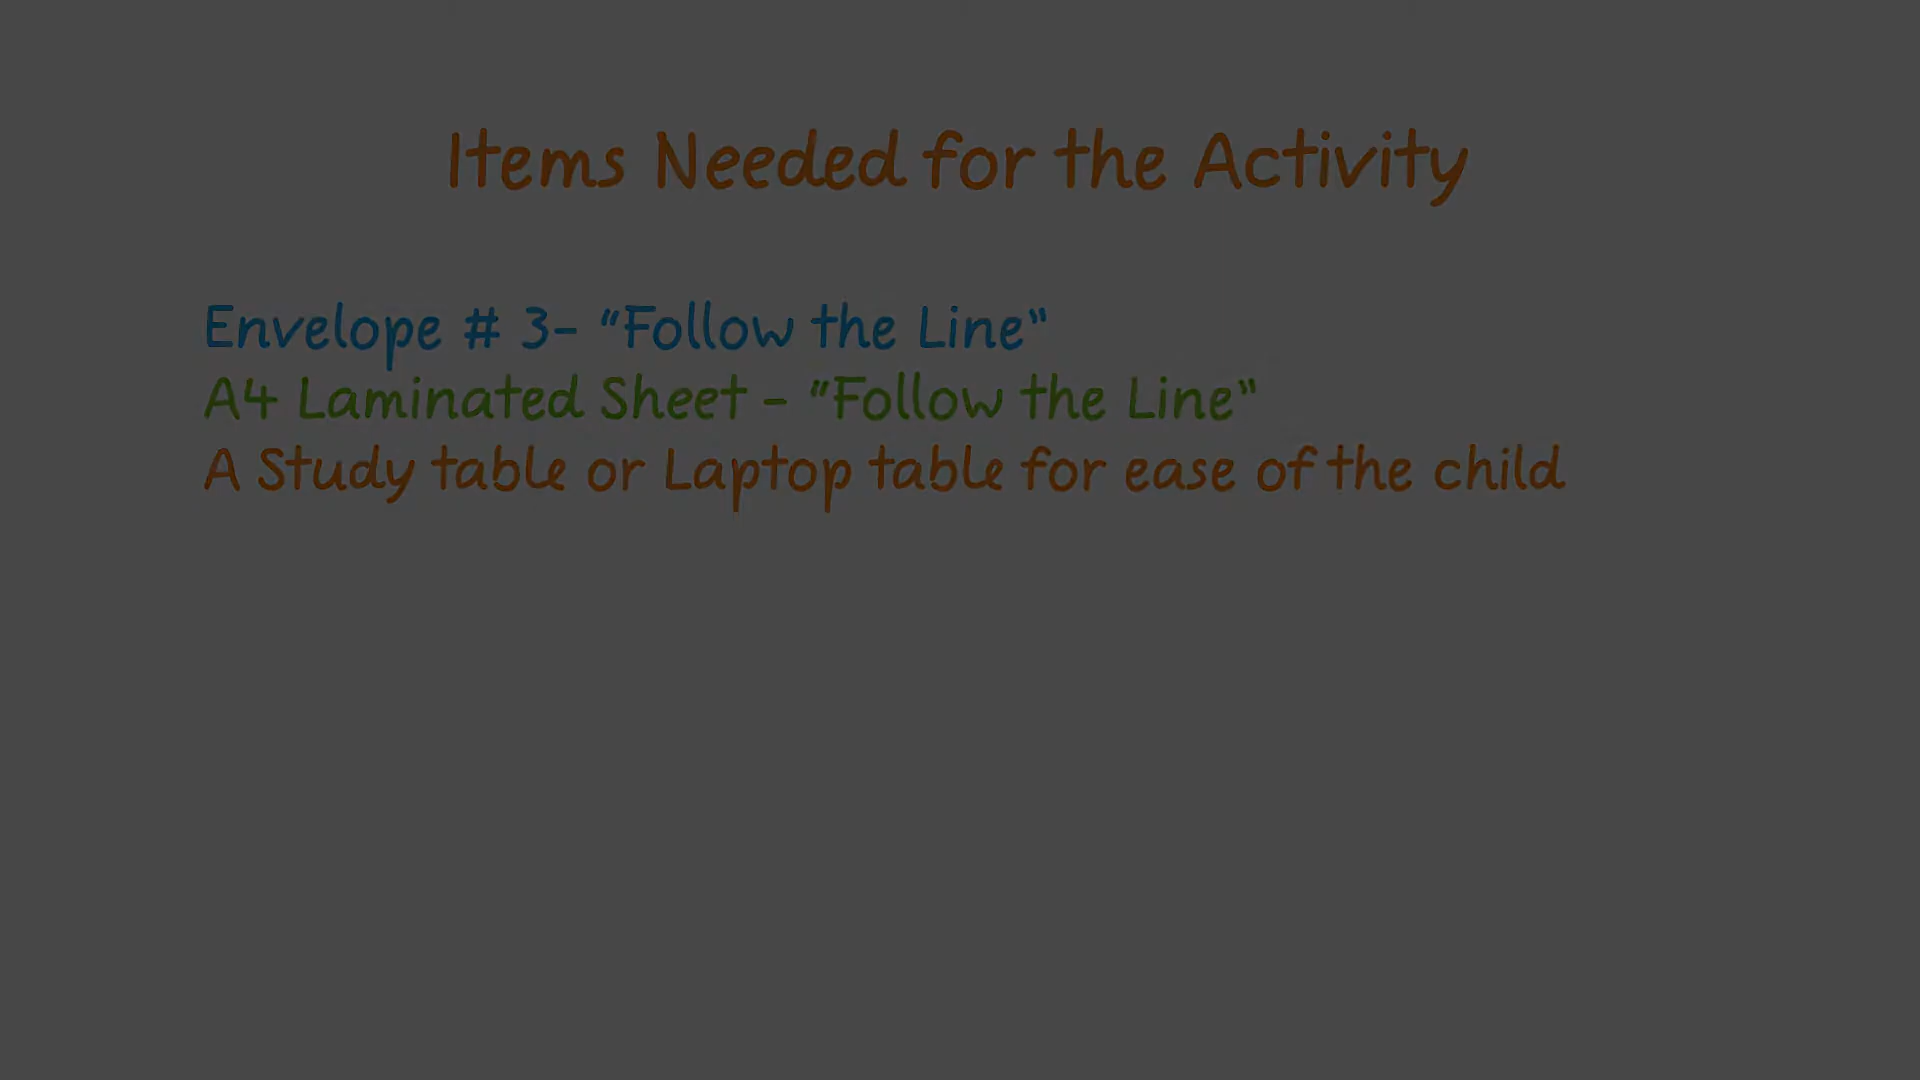 Items Needed for the Activity
Envelope # 3- “Follow the Line”
A4 Laminated Sheet - “Follow the Line”
A Study table or Laptop table for ease of the child